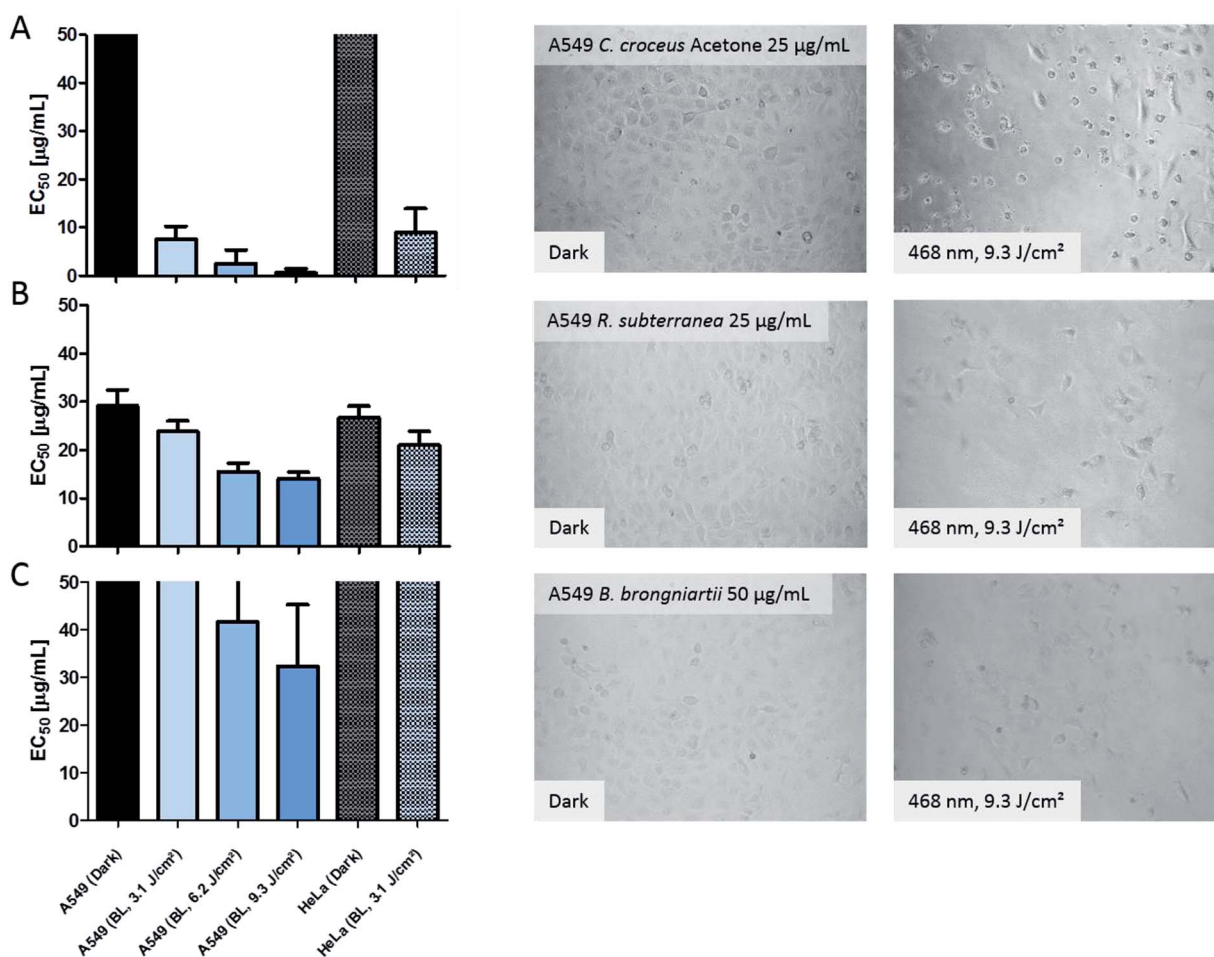 A
50
40
30
20
10
0
EC₅₀ [µg/mL]
A549 C. croceus Acetone 25 µg/mL
Dark
468 nm, 9.3 J/cm²
B
50
40
30
20
10
0
EC₅₀ [µg/mL]
A549 R. subterranea 25 µg/mL
Dark
468 nm, 9.3 J/cm²
C
50
40
30
20
10
0
EC₅₀ [µg/mL]
A549 B. brongniartii 50 µg/mL
Dark
468 nm, 9.3 J/cm²
A549 (Dark)
A549 (BL, 3.1 J/cm²)
A549 (BL, 6.2 J/cm²)
A549 (BL, 9.3 J/cm²)
HeLa (Dark)
HeLa (BL, 3.1 J/cm²)